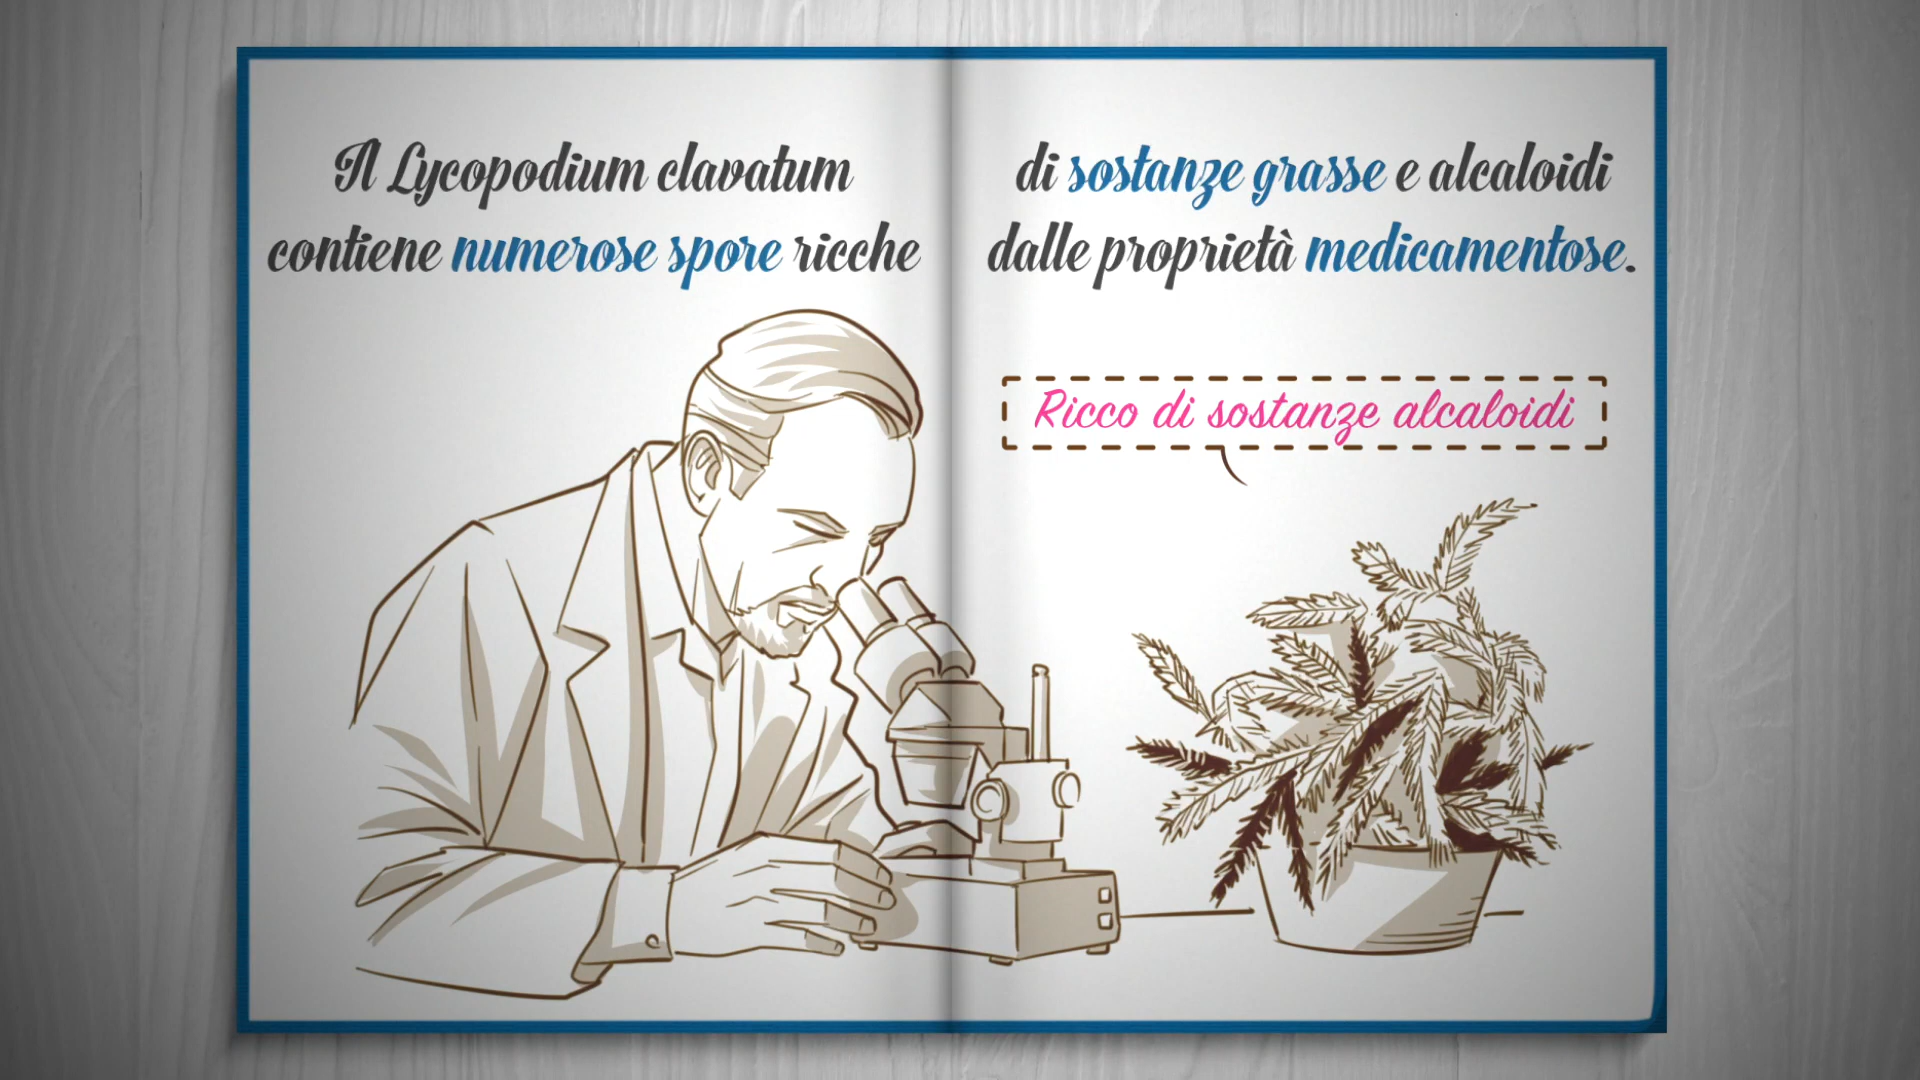 Il Lycopodium clavatum
contiene numerose spore ricche
di sostanze grasse e alcaloidi
dalle proprietà medicamentose.
Ricco di sostanze alcaloidi